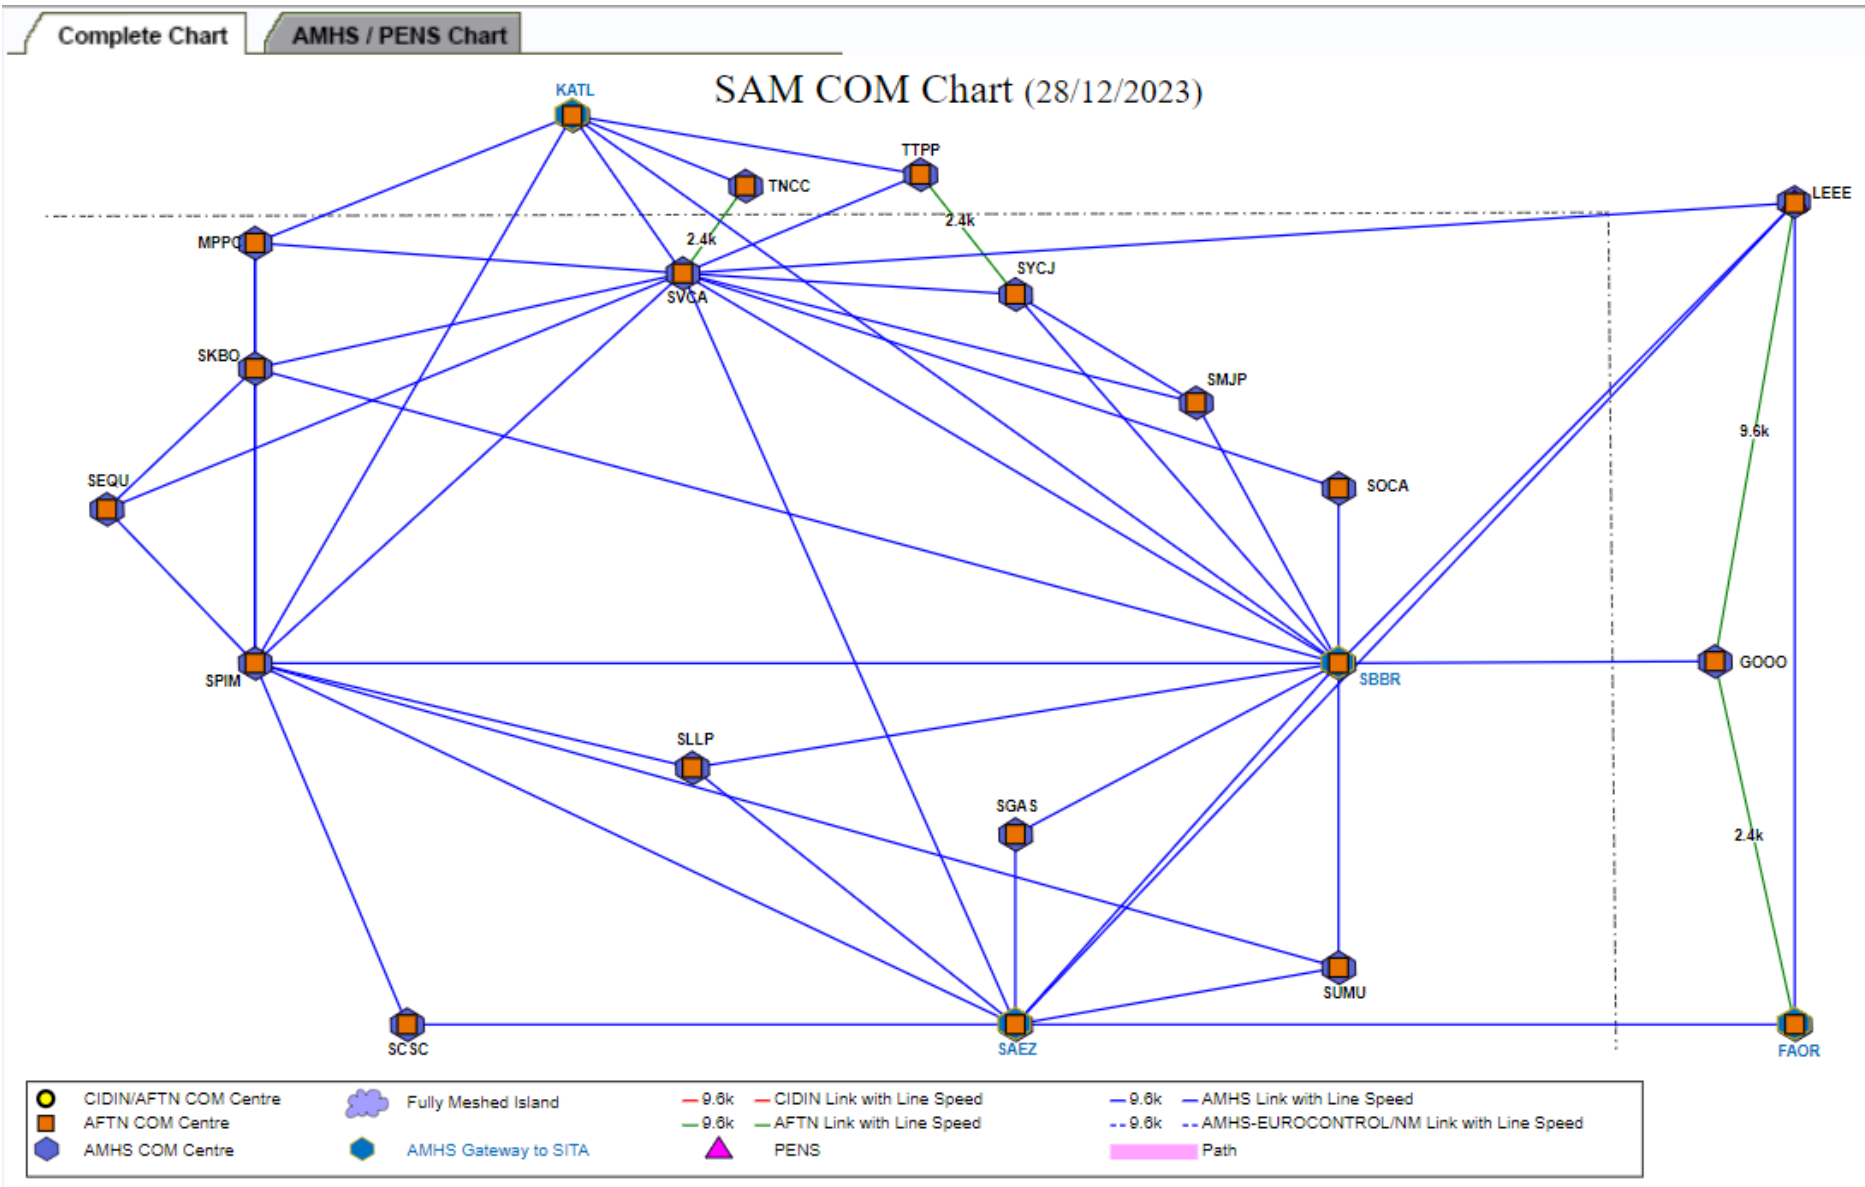 Complete Chart
AMHS / PENS Chart
SAM COM Chart (28/12/2023)
KATL
TTPP
TNCC
LEEE
2.4k
2.4k
MPPC
SYCJ
SVCA
SKBO
SMJP
9.6k
SEQU
SOCA
GOOO
SPIM
SBBR
SLLP
SGAS
2.4k
SUMU
SCSC
SAEZ
FAOR
CIDIN/AFTN COM Centre
AFTN COM Centre
AMHS COM Centre
Fully Meshed Island
AMHS Gateway to SITA
9.6k CIDIN Link with Line Speed
9.6k AFTN Link with Line Speed
PENS
9.6k AMHS Link with Line Speed
9.6k AMHS-EUROCONTROL/NM Link with Line Speed
Path